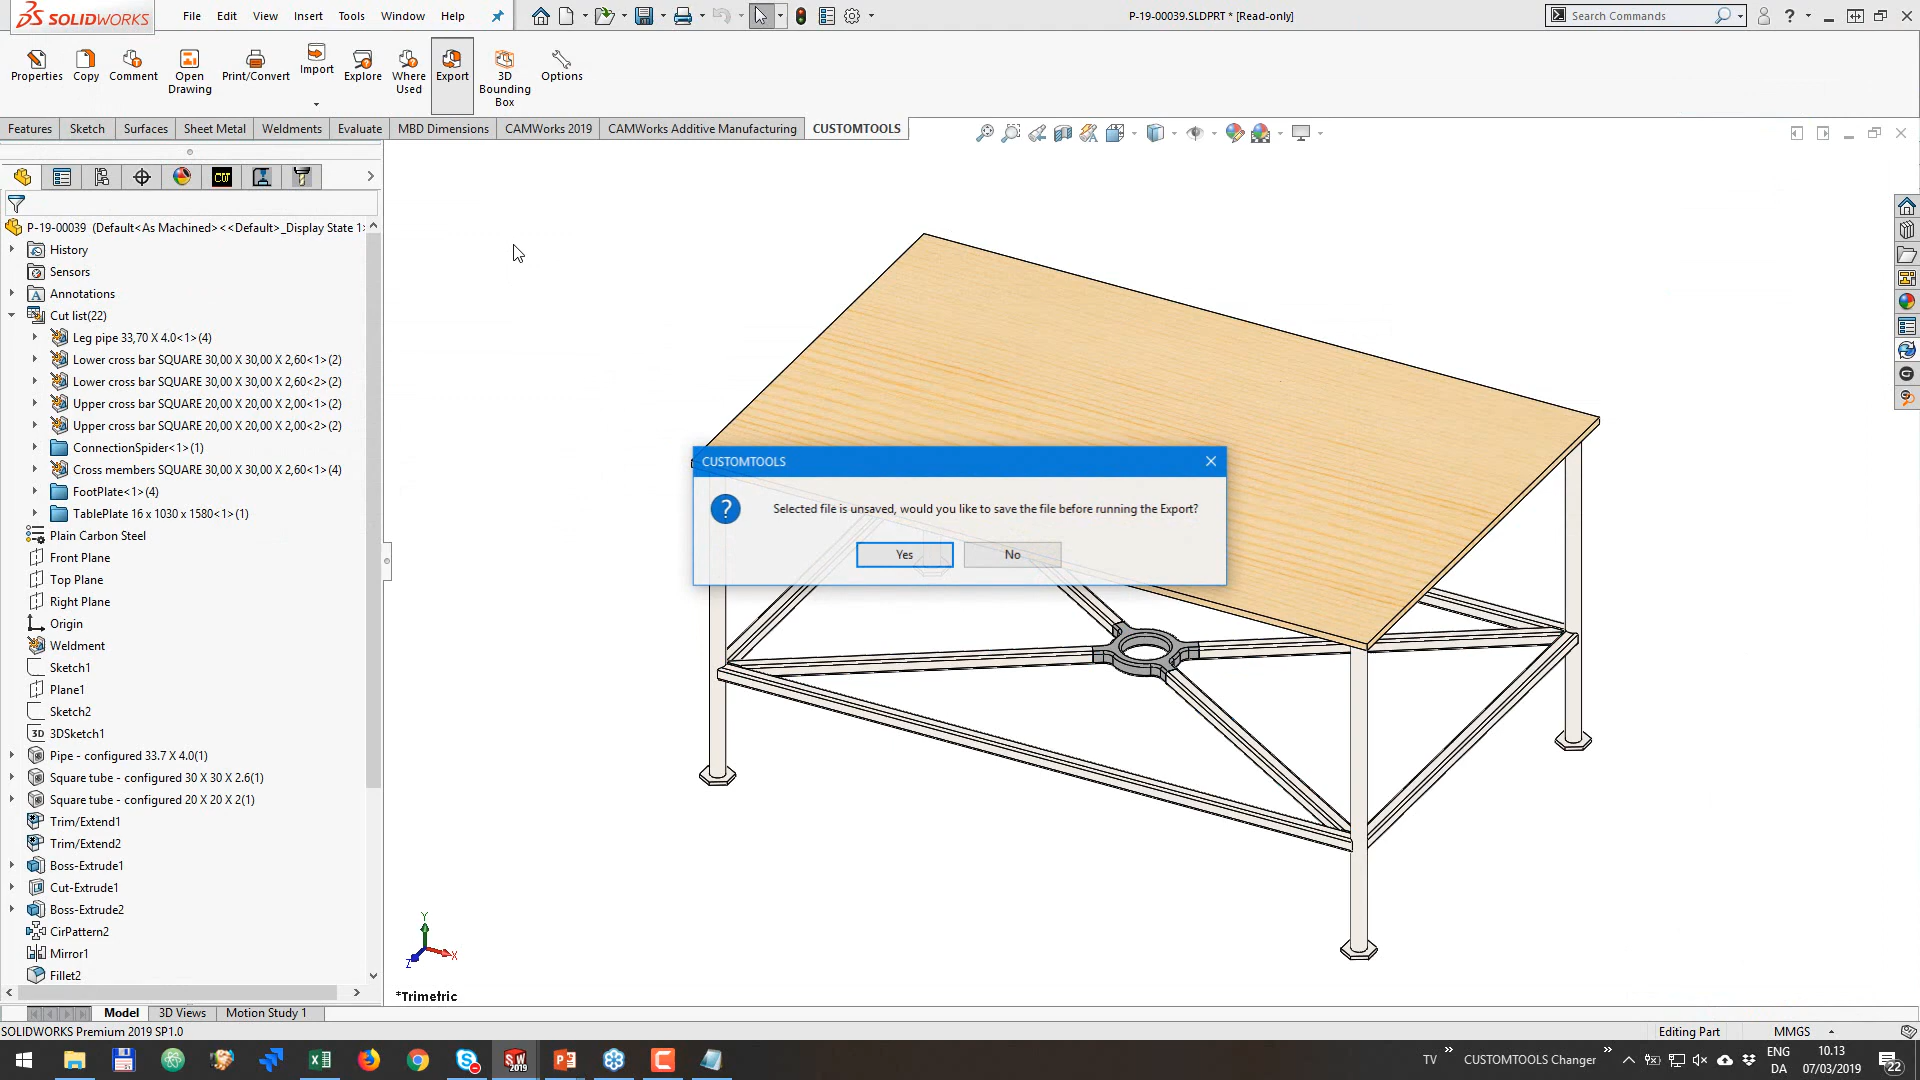 SOLIDWORKS File Edit View Insert Tools Window Help P-19-00039.SLDPRT * [Read-only] Search Commands ?
Properties Copy Comment Open Drawing Print/Convert Import Explore Where Used Export 3D Bounding Box Options
Features Sketch Surfaces Sheet Metal Weldments Evaluate MBD Dimensions CAMWorks 2019 CAMWorks Additive Manufacturing CUSTOMTOOLS
CW
P-19-00039 (Default<As Machined><<Default>_Display State 1>
History
Sensors
A Annotations
Cut list(22)
Leg pipe 33,70 X 4.0<1>(4)
Lower cross bar SQUARE 30,00 X 30,00 X 2,60<1>(2)
Lower cross bar SQUARE 30,00 X 30,00 X 2,60<2>(2)
Upper cross bar SQUARE 20,00 X 20,00 X 2,00<1>(2)
Upper cross bar SQUARE 20,00 X 20,00 X 2,00<2>(2)
ConnectionSpider<1>(1)
Cross members SQUARE 30,00 X 30,00 X 2,60<1>(4)
FootPlate<1>(4)
TablePlate 16 x 1030 x 1580<1>(1)
Plain Carbon Steel
Front Plane
Top Plane
Right Plane
Origin
Weldment
Sketch1
Plane1
Sketch2
3D 3DSketch1
Pipe - configured 33.7 X 4.0(1)
Square tube - configured 30 X 30 X 2.6(1)
Square tube - configured 20 X 20 X 2(1)
Trim/Extend1
Trim/Extend2
Boss-Extrude1
Cut-Extrude1
Boss-Extrude2
CirPattern2
Mirror1
Fillet2
CUSTOMTOOLS
? Selected file is unsaved, would you like to save the file before running the Export?
Yes No
Y
X
Z
*Trimetric
Model 3D Views Motion Study 1
SOLIDWORKS Premium 2019 SP1.0 Editing Part MMGS
SW 2019 TV CUSTOMTOOLS Changer ENG 10.13
DA 07/03/2019 22